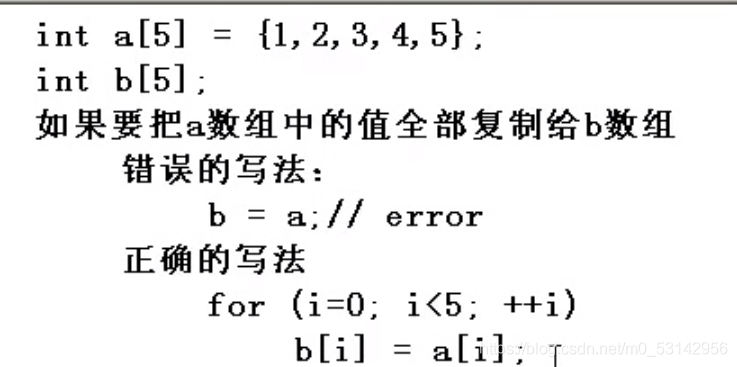 int a[5] = {1,2,3,4,5};
int b[5];
如果要把a数组中的值全部复制给b数组
错误的写法：
b = a;// error
正确的写法
for (i=0; i<5; ++i)
b[i] = a[i];
https://blog.csdn.net/m0_53142956